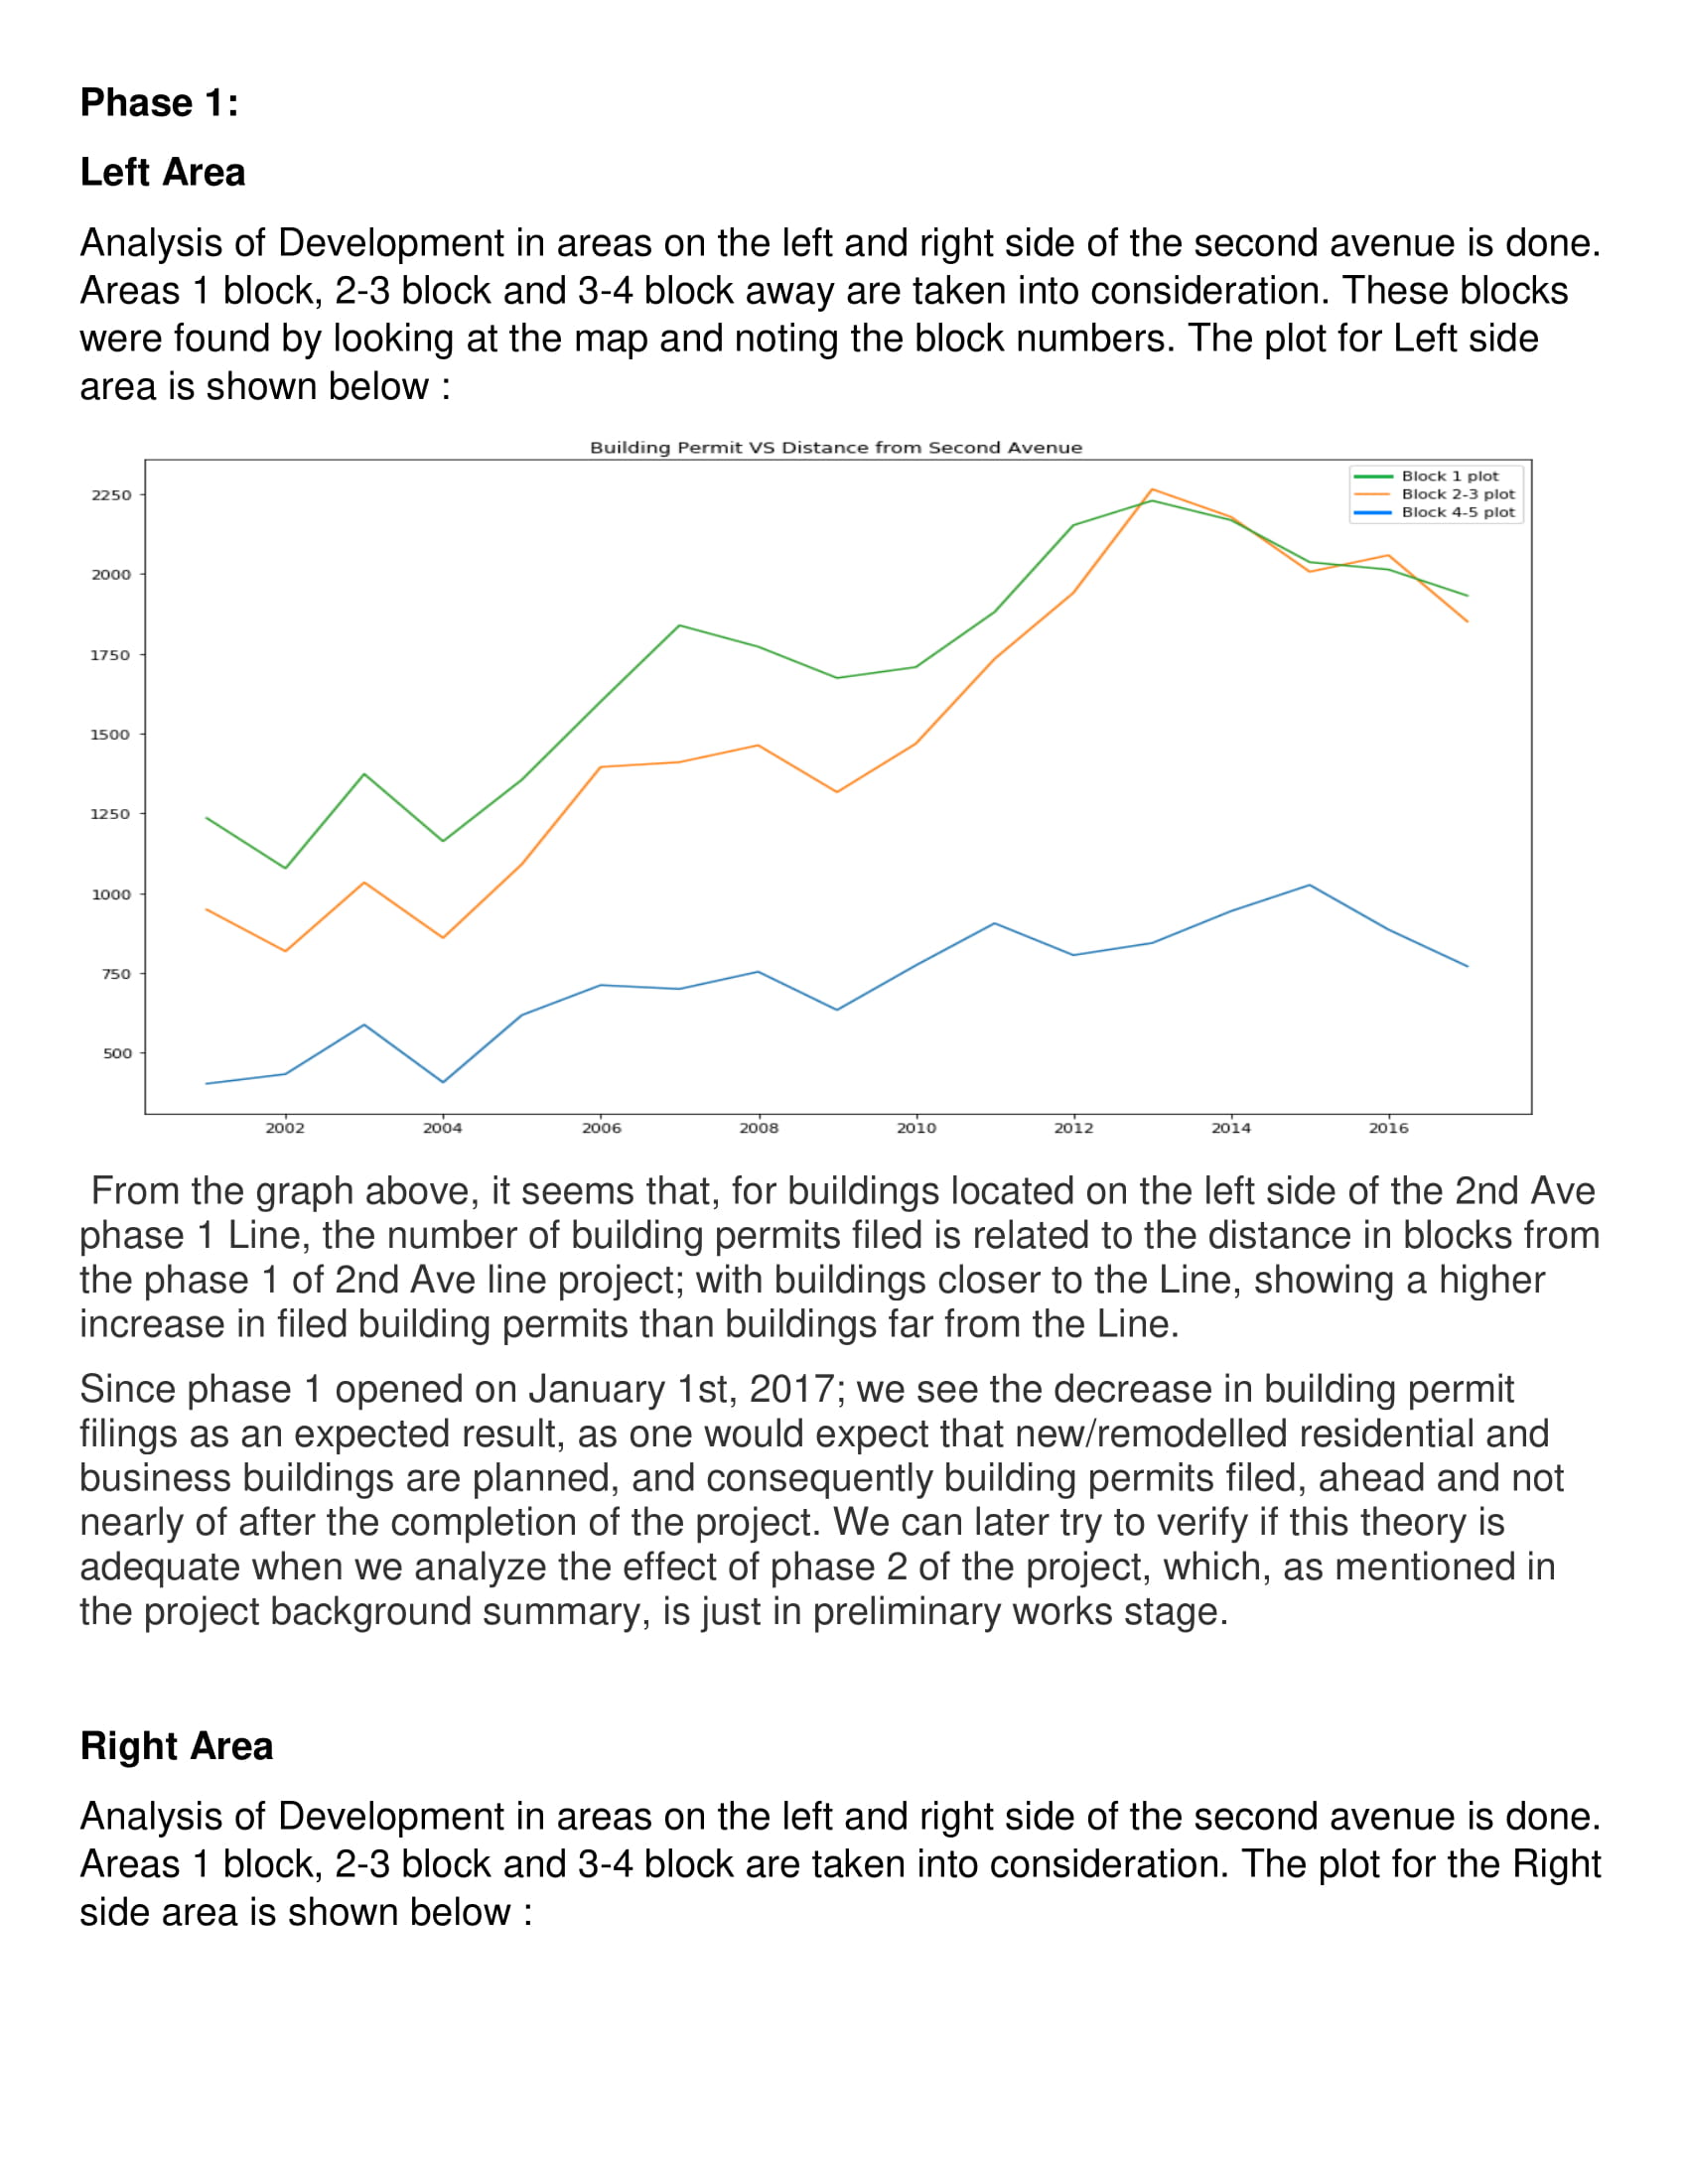 Phase 1:
Left Area
Analysis of Development in areas on the left and right side of the second avenue is done.
Areas 1 block, 2-3 block and 3-4 block away are taken into consideration. These blocks
were found by looking at the map and noting the block numbers. The plot for Left side
area is shown below :
Building Permit VS Distance from Second Avenue
Block 1 plot
Block 2-3 plot
Block 4-5 plot
2250
2000
1750
1500
1250
1000
750
500
2002 2004 2006 2008 2010 2012 2014 2016
From the graph above, it seems that, for buildings located on the left side of the 2nd Ave
phase 1 Line, the number of building permits filed is related to the distance in blocks from
the phase 1 of 2nd Ave line project; with buildings closer to the Line, showing a higher
increase in filed building permits than buildings far from the Line.
Since phase 1 opened on January 1st, 2017; we see the decrease in building permit
filings as an expected result, as one would expect that new/remodelled residential and
business buildings are planned, and consequently building permits filed, ahead and not
nearly of after the completion of the project. We can later try to verify if this theory is
adequate when we analyze the effect of phase 2 of the project, which, as mentioned in
the project background summary, is just in preliminary works stage.
Right Area
Analysis of Development in areas on the left and right side of the second avenue is done.
Areas 1 block, 2-3 block and 3-4 block are taken into consideration. The plot for the Right
side area is shown below :